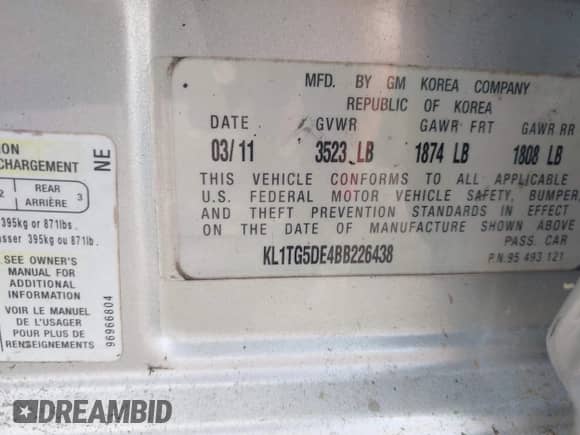 MFD. BY GM KOREA COMPANY
REPUBLIC OF KOREA
DATE GVWR GAWR FRT GAWR RR
03/11 3523 LB 1874 LB 1808 LB
THIS VEHICLE CONFORMS TO ALL APPLICABLE
U.S. FEDERAL MOTOR VEHICLE SAFETY, BUMPER,
AND THEFT PREVENTION STANDARDS IN EFFECT
ON THE DATE OF MANUFACTURE SHOWN ABOVE
PASS. CAR
KL1TG5DE4BB226438
P.N. 95 493 121
ION
CHARGEMENT
NE
2 REAR 3
ARRIÈRE
395kg or 871lbs.
asser 395kg ou 871lb.
SEE OWNER'S
MANUAL FOR
ADDITIONAL
INFORMATION
VOIR LE MANUEL
DE L'USAGER
POUR PLUS DE
RENSEIGNEMENTS
96966804
DREAMBID